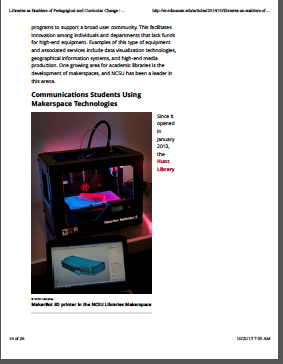 Libraries as Enablers of Pedagogical and Curricular Change |...
http://er.educause.edu/articles/2014/10/libraries-as-enablers-of...
programs to support a broad user community. This facilitates
innovation among individuals and departments that lack funds
for high-end equipment. Examples of this type of equipment
and associated services include data visualization technologies,
geographical information systems, and high-end media
production. One growing area for academic libraries is the
development of makerspaces, and NCSU has been a leader in
this arena.
Communications Students Using
Makerspace Technologies
Since it
opened
in
January
2013,
the
Hunt
Library
MakerBot Replicator 2
© NCSU Libraries
MakerBot 3D printer in the NCSU Libraries Makerspace
14 of 26
10/21/15 7:05 AM